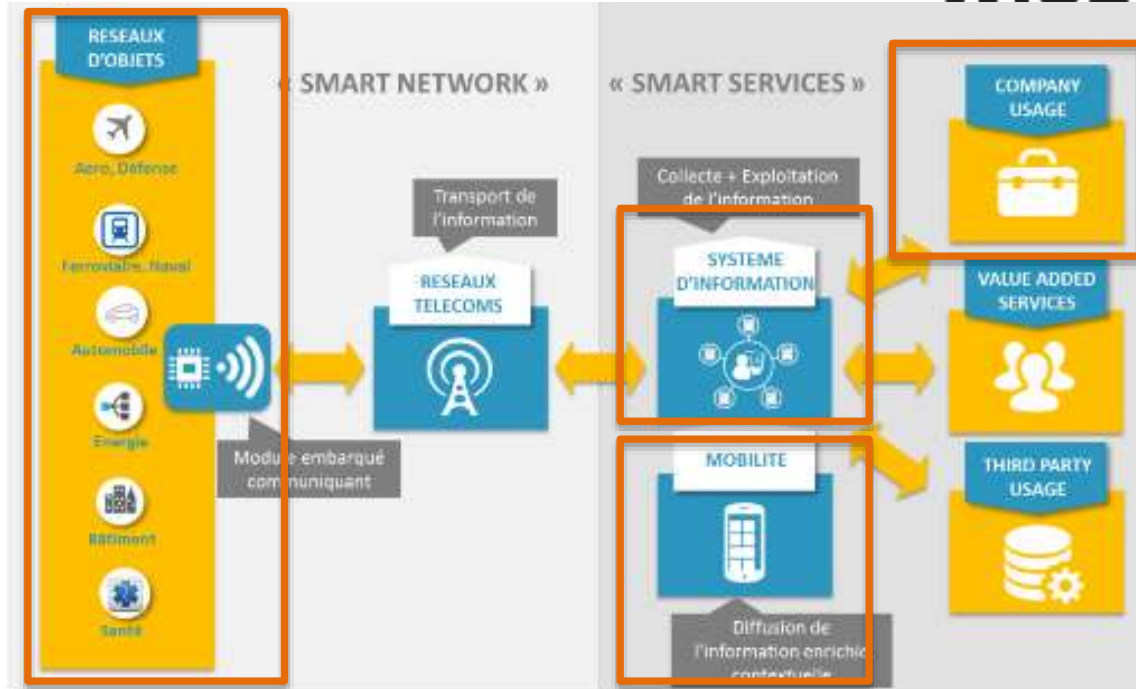 RESEAUX
D'OBJETS
Aero, Défense
Ferroviaire, Naval
Automobile
Energie
Bâtiment
Santé
« SMART NETWORK »
Module embarqué
communiquant
Transport de
l'information
RESEAUX
TELECOMS
« SMART SERVICES »
Collecte + Exploitation
de l'information
SYSTEME
D'INFORMATION
MOBILITE
Diffusion de
l'information enrichie
contextuelle
COMPANY
USAGE
VALUE ADDED
SERVICES
THIRD PARTY
USAGE